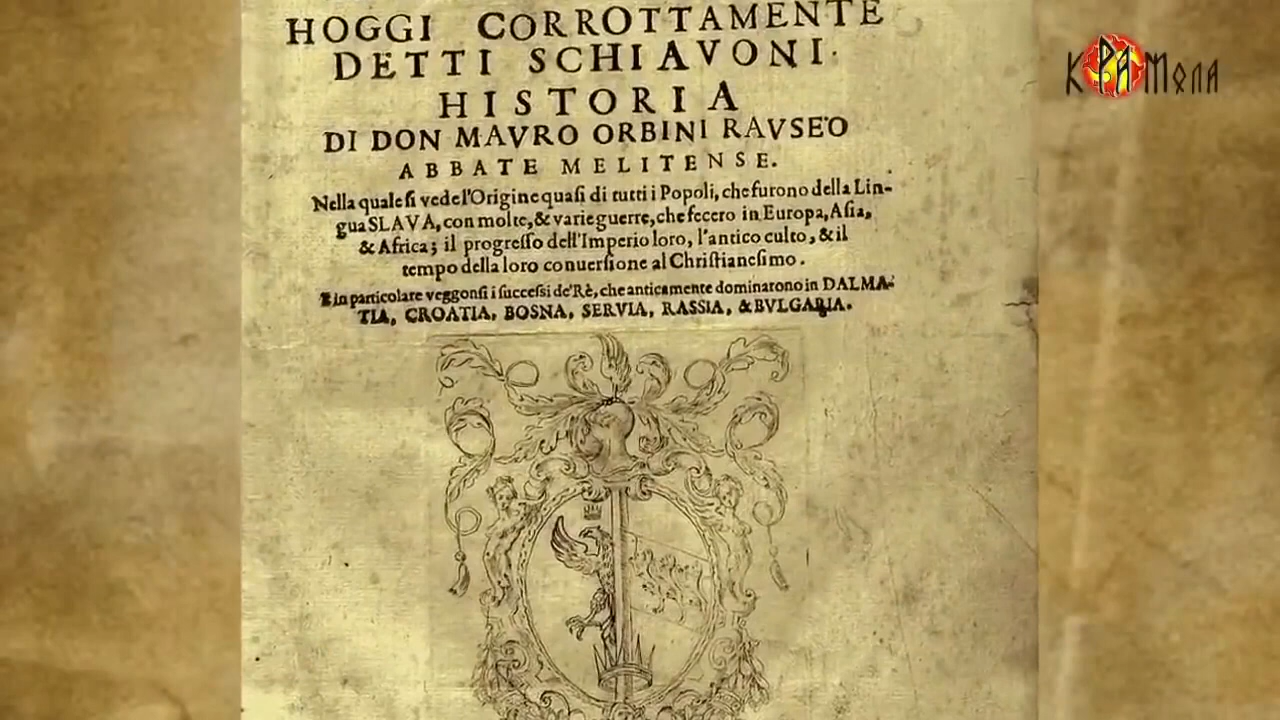 HOGGI CORROTTAMENTE
DETTI SCHIAVONI.
HISTORIA
DI DON MAVRO ORBINI RAVSEO
ABBATE MELITENSE.
Nella quale ſi vede l'Origine quaſi di tutti i Popoli, che furono della Lin-
gua SLAVA, con molte, & varie guerre, che fecero in Europa, Aſia,
& Africa; il progreſſo dell'Imperio loro, l'antico culto, & il
tempo della loro conuerſione al Chriſtianeſimo.
E in particolare veggonſi i ſucceſſi de'Rè, che anticamente dominarono in DALMA-
TIA, CROATIA, BOSNA, SERVIA, RASSIA, & BVLGARIA.
КРАМОЛА